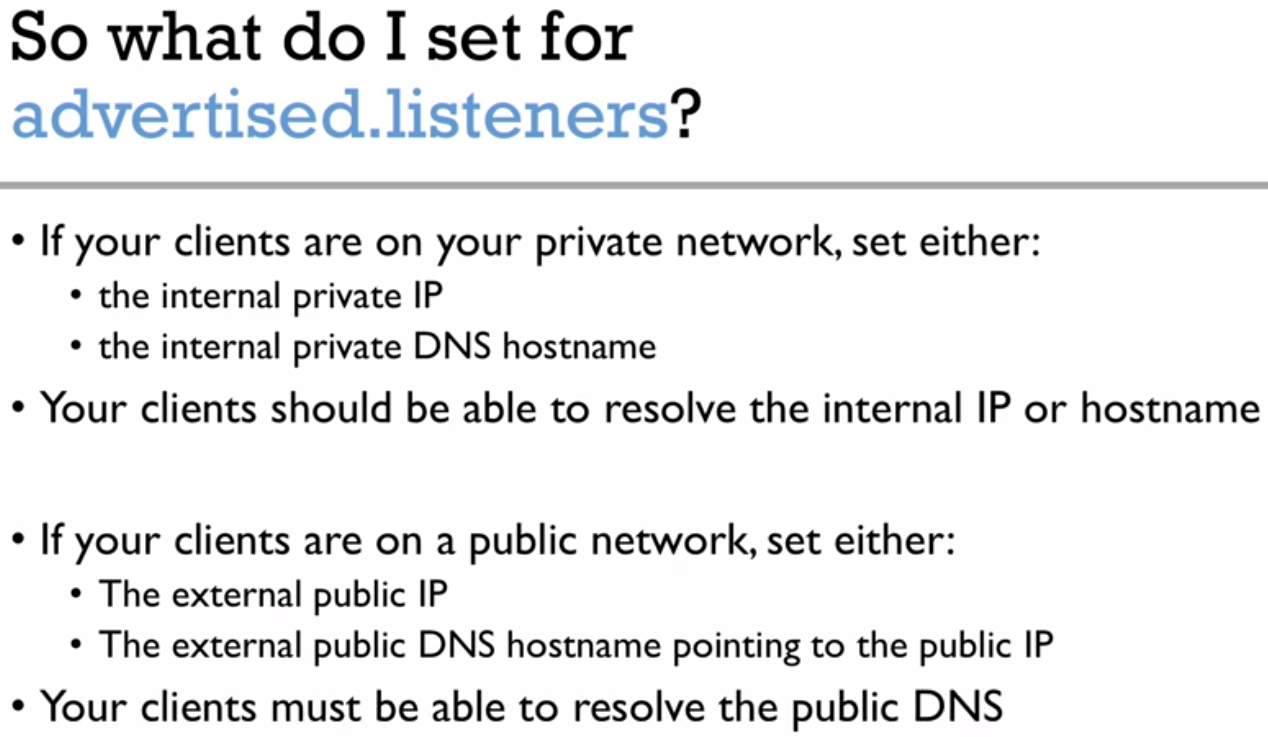 So what do I set for
advertised.listeners?
• If your clients are on your private network, set either:
• the internal private IP
• the internal private DNS hostname
• Your clients should be able to resolve the internal IP or hostname
• If your clients are on a public network, set either:
• The external public IP
• The external public DNS hostname pointing to the public IP
• Your clients must be able to resolve the public DNS